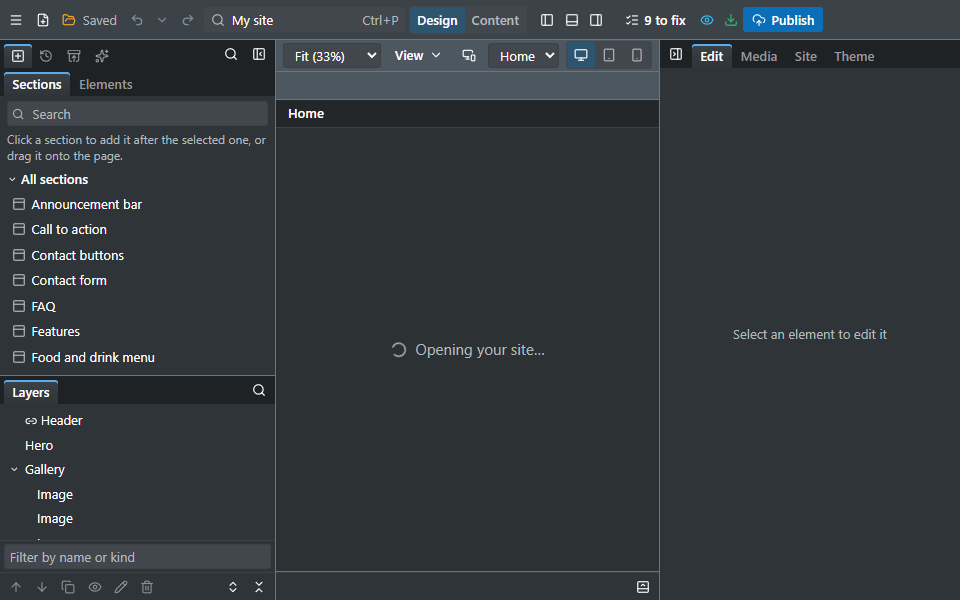 Saved
My site
Ctrl+P
Design
Content
9 to fix
Publish
Fit (33%)
View
Home
Edit
Media
Site
Theme
Sections
Elements
Search
Click a section to add it after the selected one, or
drag it onto the page.
All sections
Announcement bar
Call to action
Contact buttons
Contact form
FAQ
Features
Food and drink menu
Layers
Header
Hero
Gallery
Image
Image
Filter by name or kind
Home
Opening your site...
Select an element to edit it